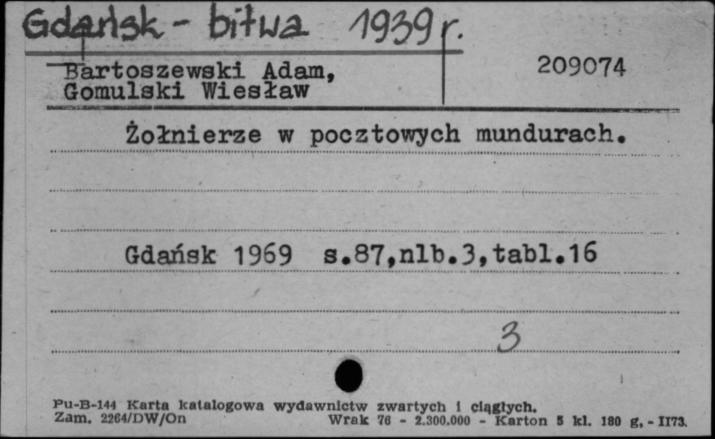 Gdańsk - bitwa 1939 r.
Bartoszewski Adam, 209074
Gomulski Wiesław
Żołnierze w pocztowych mundurach.
Gdańsk 1969 s.87,nlb.3,tabl.16
3
Pu-B-144 Karta katalogowa wydawnictw zwartych i ciągłych.
Zam. 2264/DW/On Wrak 76 - 2.300.000 - Karton 5 kl. 180 g, - II73.